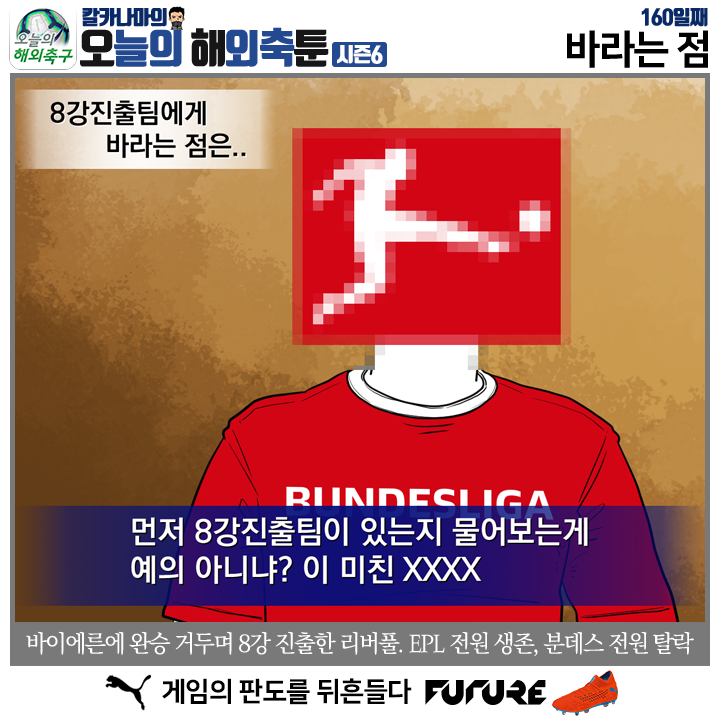 오늘의
해외축구
칼카나마의
오늘의 해외축툰
시즌6
160일째
바라는 점
8강진출팀에게
바라는 점은..
BUNDESLIGA
먼저 8강진출팀이 있는지 물어보는게
예의 아니냐? 이 미친 XXXX
바이에른에 완승 거두며 8강 진출한 리버풀. EPL 전원 생존, 분데스 전원 탈락
게임의 판도를 뒤흔들다 FUTURE